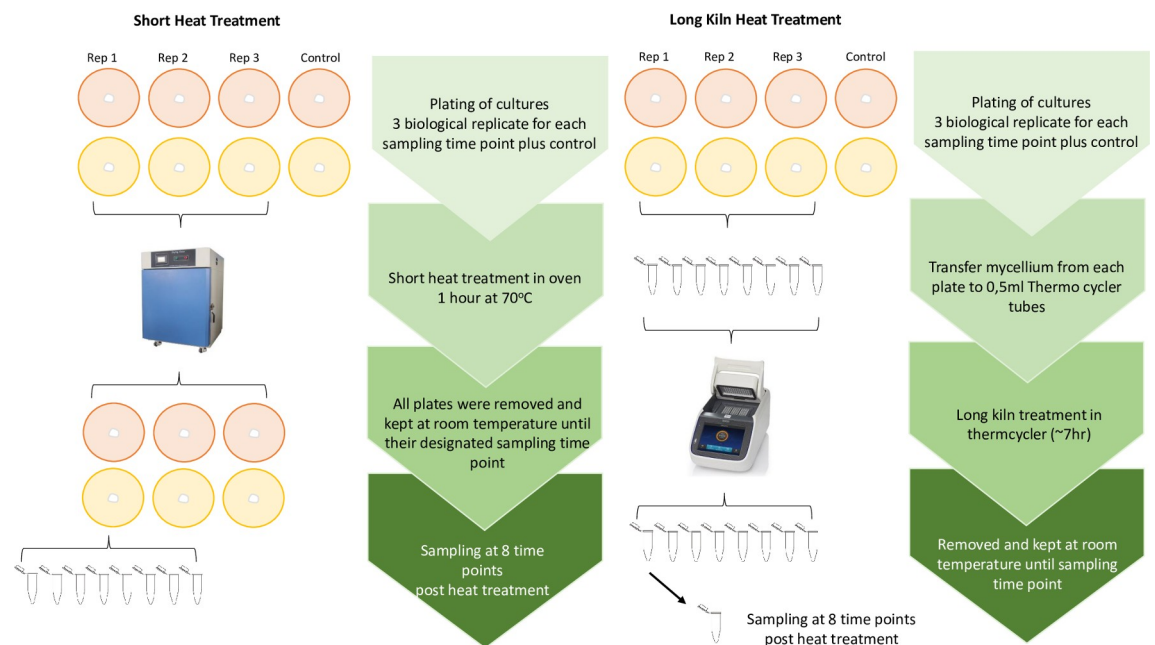 Short Heat Treatment
Rep 1 Rep 2 Rep 3 Control
Plating of cultures
3 biological replicate for each
sampling time point plus control
Short heat treatment in oven
1 hour at 70°C
All plates were removed and
kept at room temperature until
their designated sampling time
point
Sampling at 8 time
points
post heat treatment
Long Kiln Heat Treatment
Rep 1 Rep 2 Rep 3 Control
Plating of cultures
3 biological replicate for each
sampling time point plus control
Transfer mycellium from each
plate to 0,5ml Thermo cycler
tubes
Long kiln treatment in
thermcycler (~7hr)
Removed and kept at room
temperature until sampling
time point
Sampling at 8 time points
post heat treatment